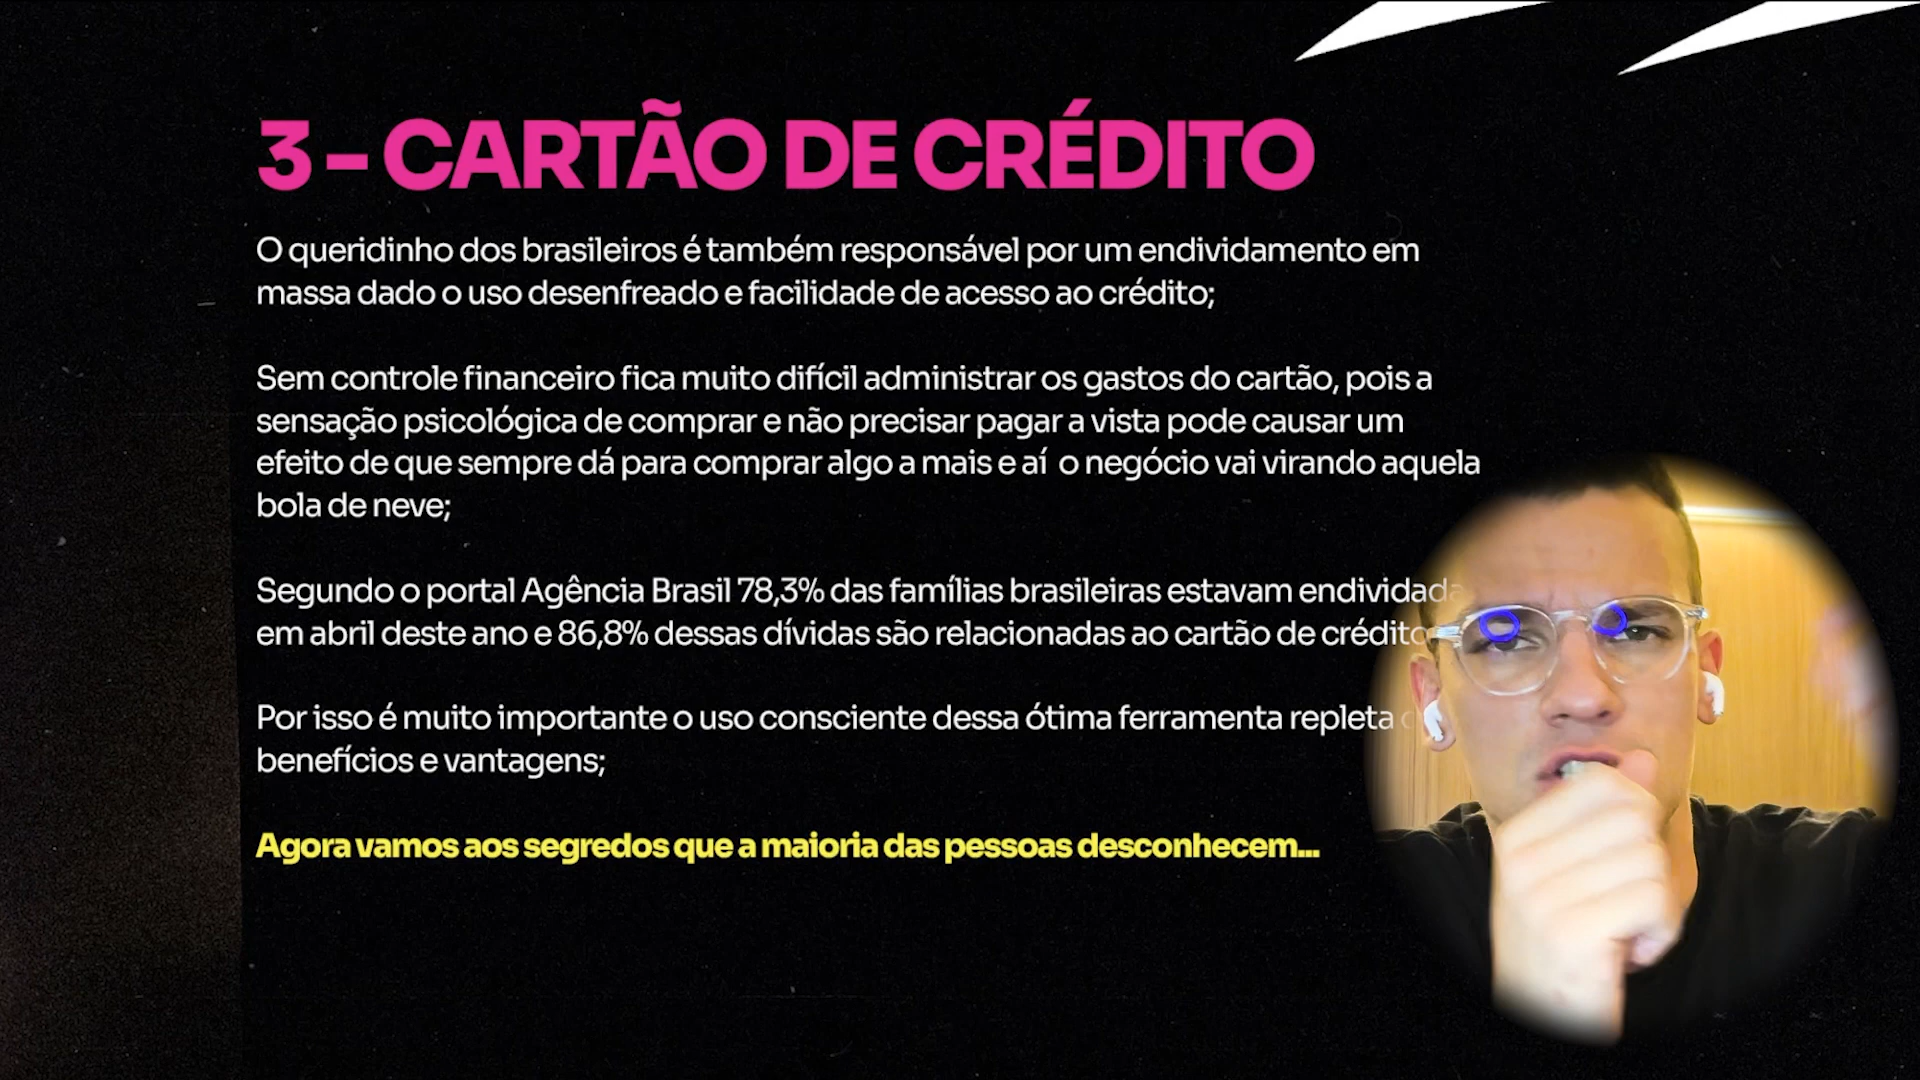 3 – CARTÃO DE CRÉDITO
O queridinho dos brasileiros é também responsável por um endividamento em
massa dado o uso desenfreado e facilidade de acesso ao crédito;
Sem controle financeiro fica muito difícil administrar os gastos do cartão, pois a
sensação psicológica de comprar e não precisar pagar a vista pode causar um
efeito de que sempre dá para comprar algo a mais e aí  o negócio vai virando aquela
bola de neve;
Segundo o portal Agência Brasil 78,3% das famílias brasileiras estavam
em abril deste ano e 86,8% dessas dívidas são relacionadas ao cartão de crédito
Por isso é muito importante o uso consciente dessa ótima ferramenta repleta
benefícios e vantagens;
Agora vamos aos segredos que a maioria das pessoas desconhecem...